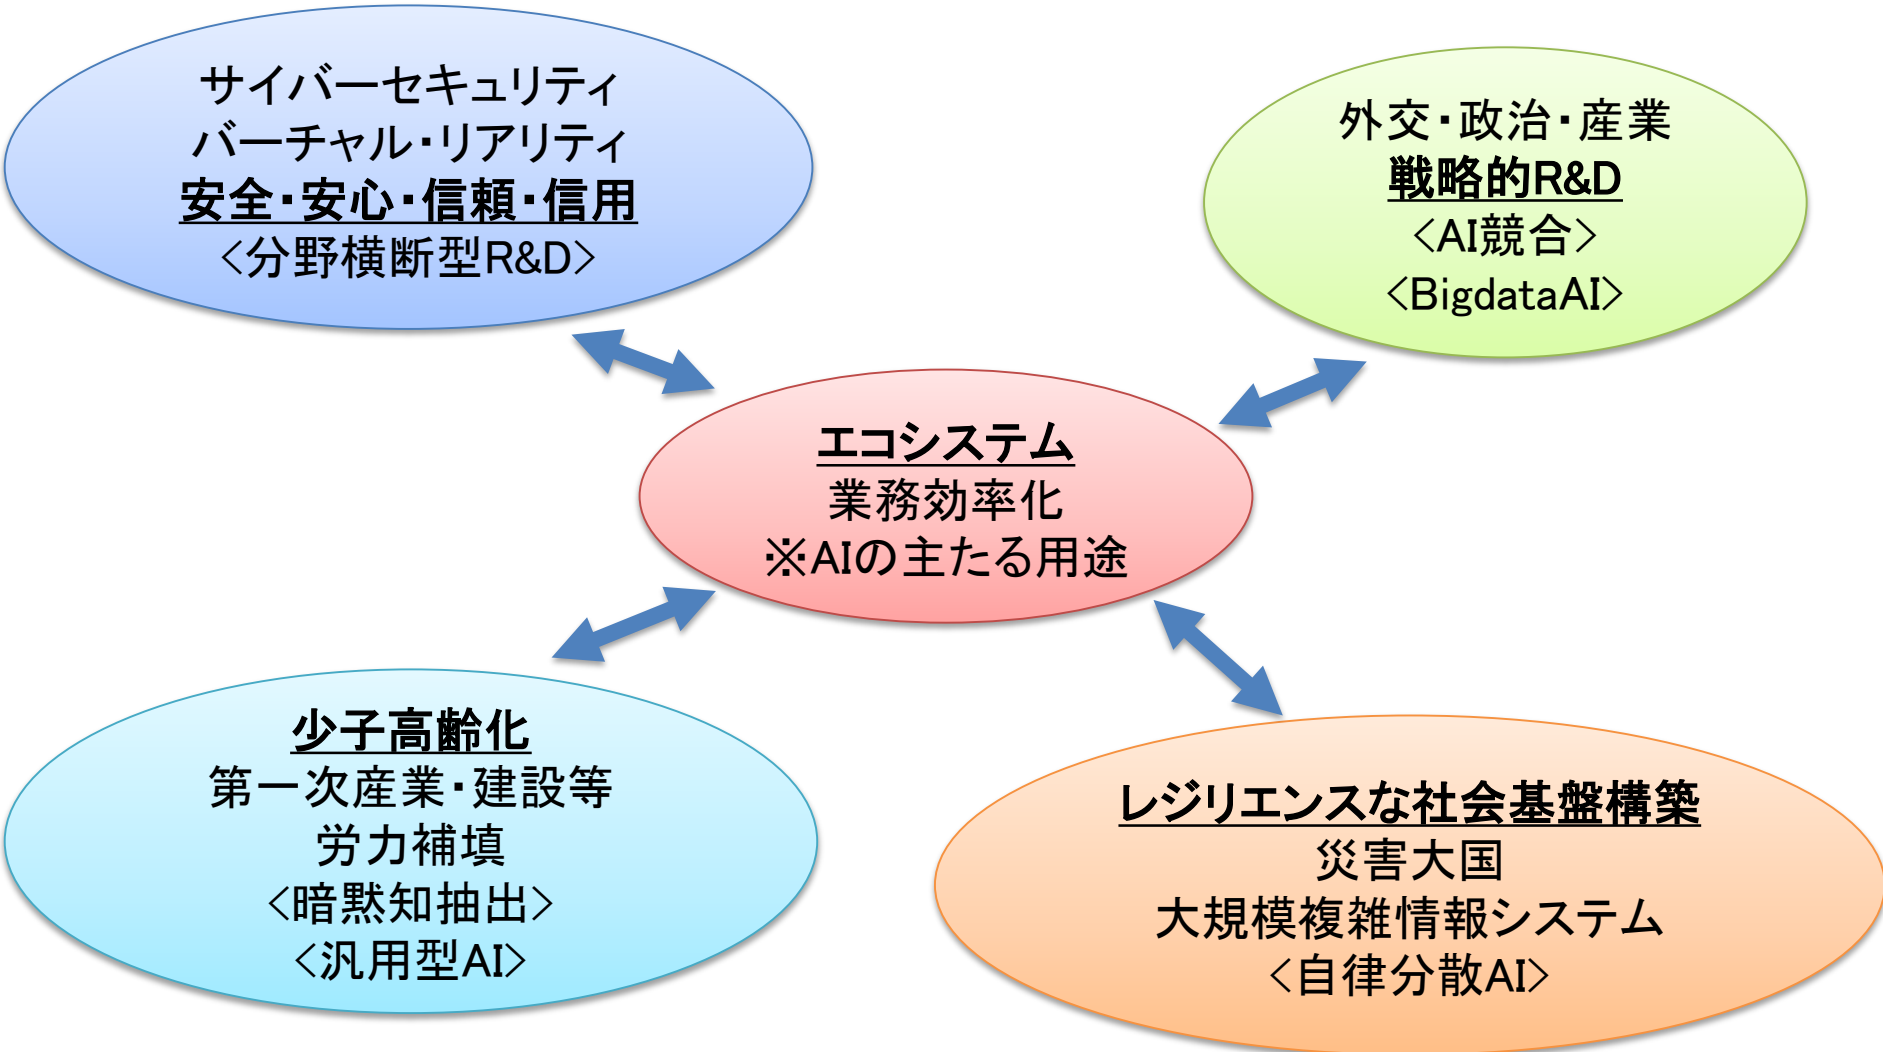 サイバーセキュリティ
バーチャル・リアリティ
安全・安心・信頼・信用
<分野横断型R&D>
外交・政治・産業
戦略的R&D
<AI競合>
<BigdataAI>
エコシステム
業務効率化
※AIの主たる用途
少子高齢化
第一次産業・建設等
労力補填
<暗黙知抽出>
<汎用型AI>
レジリエンスな社会基盤構築
災害大国
大規模複雑情報システム
<自律分散AI>